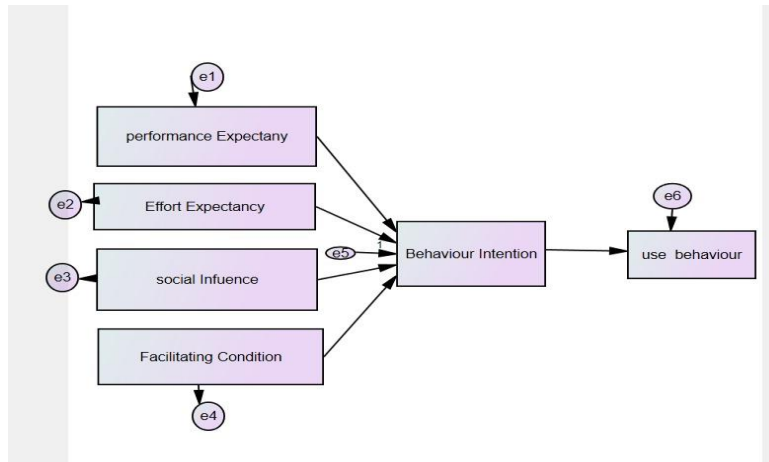 e1
performance Expectany
e2
Effort Expectancy
e3
social Infuence
Facilitating Condition
e4
e5
1
Behaviour Intention
e6
use behaviour